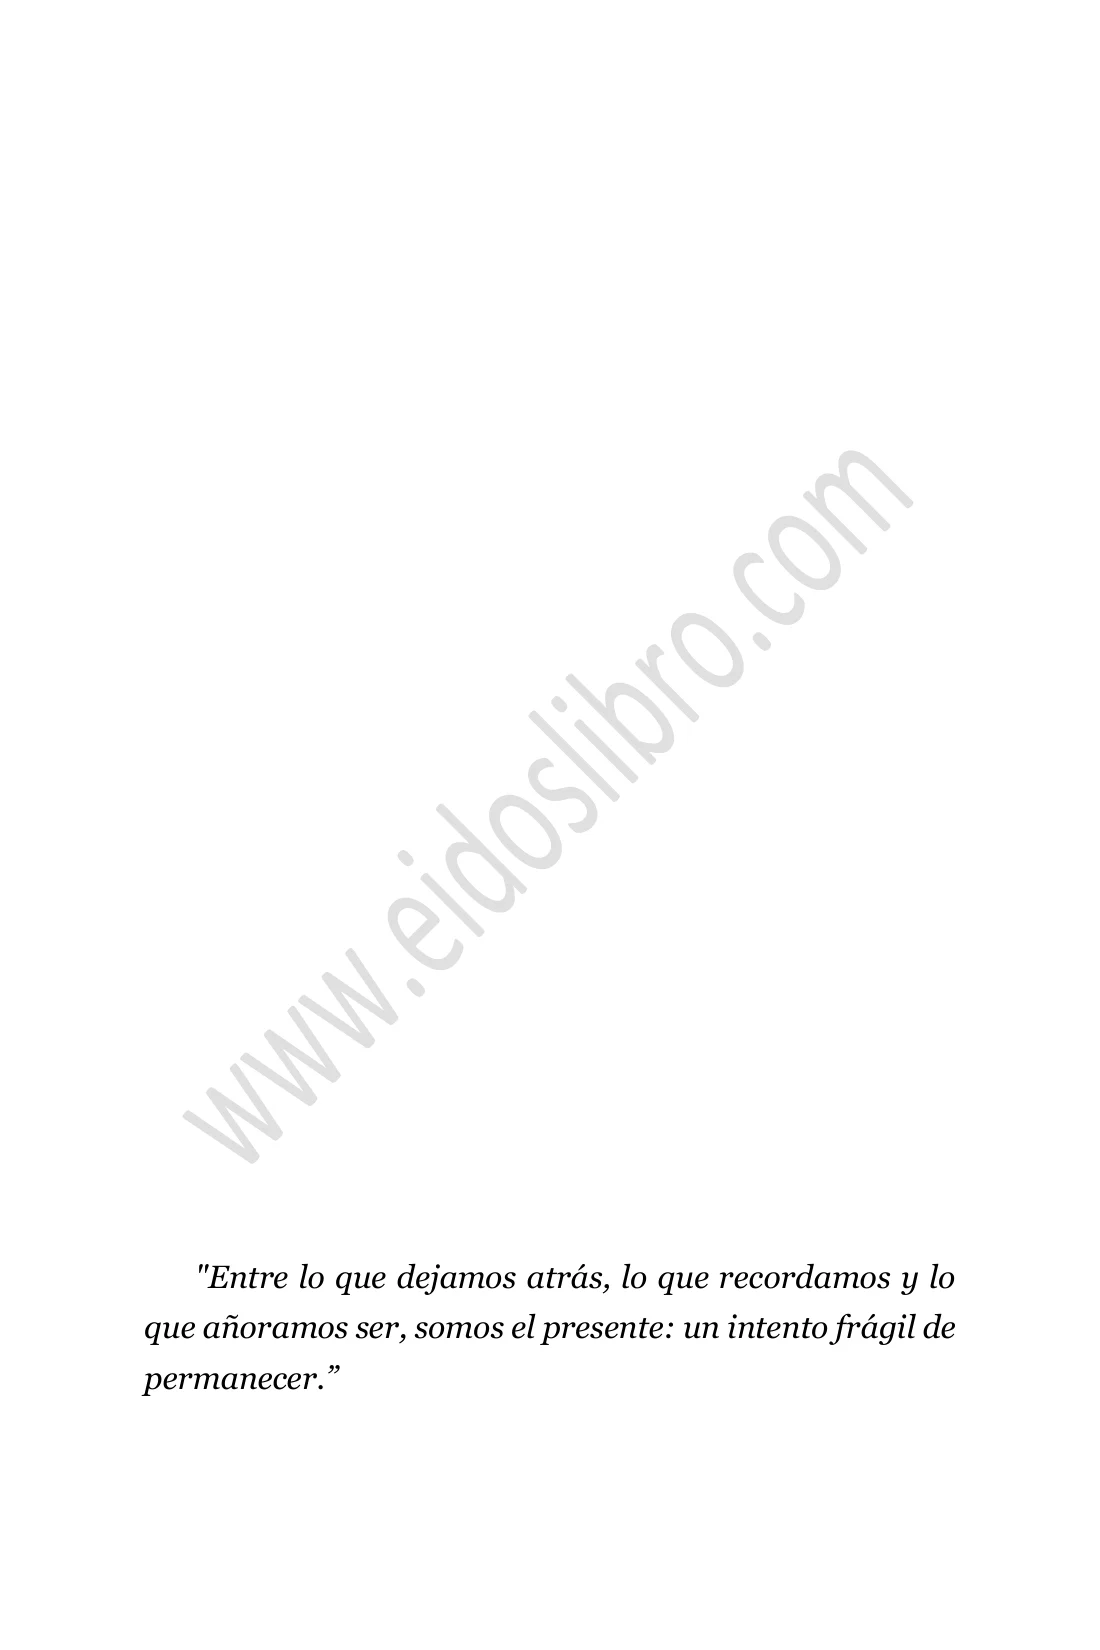 www.eidoslibro.com
"Entre lo que dejamos atrás, lo que recordamos y lo
que añoramos ser, somos el presente: un intento frágil de
permanecer.”